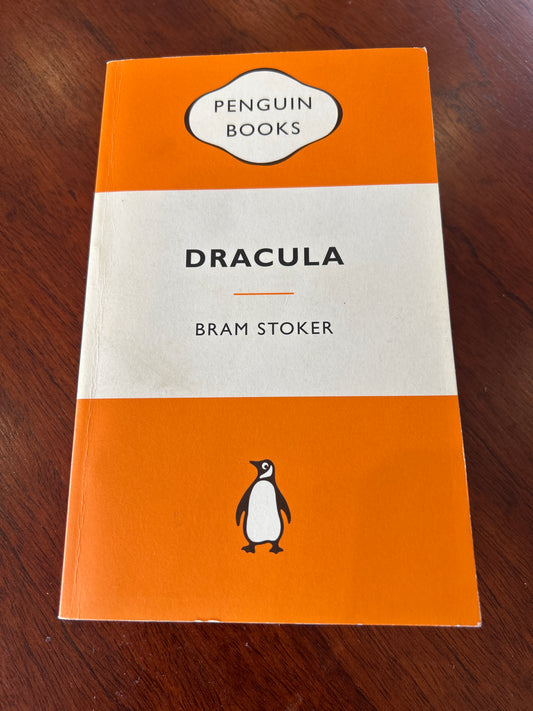 PENGUIN
BOOKS
DRACULA
BRAM STOKER